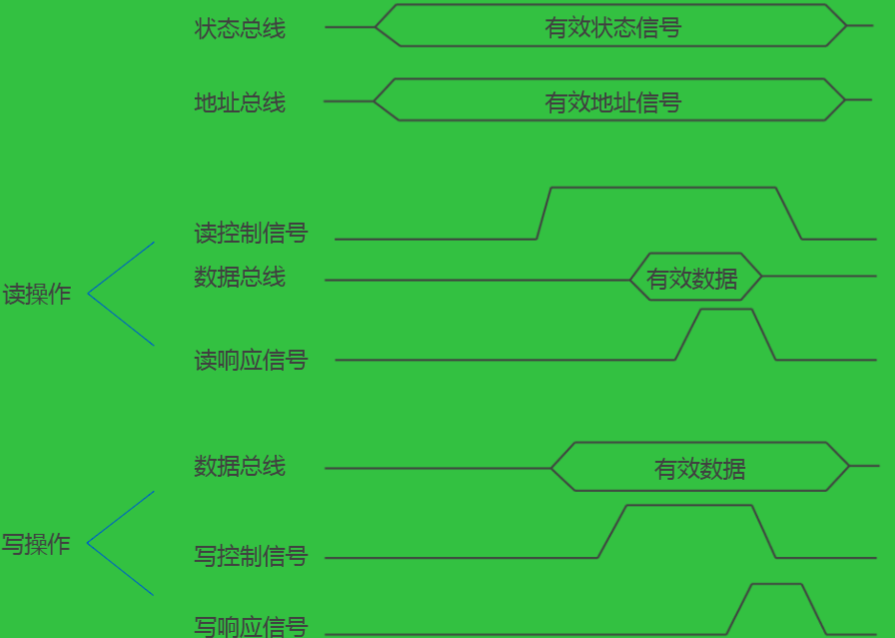 状态总线
有效状态信号
地址总线
有效地址信号
读控制信号
读操作
数据总线
有效数据
读响应信号
数据总线
有效数据
写操作
写控制信号
写响应信号